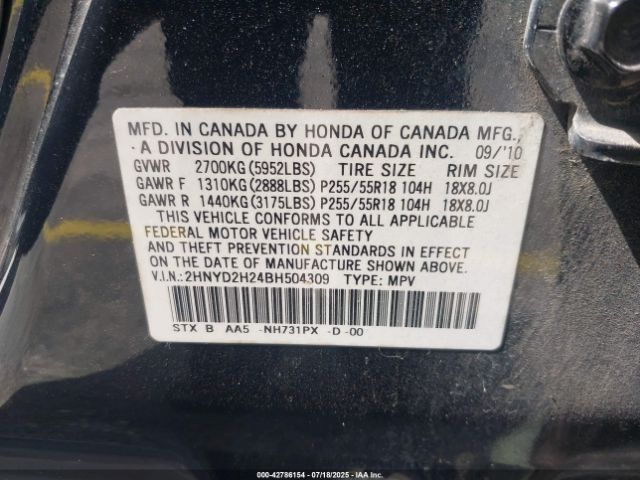 MFD. IN CANADA BY HONDA OF CANADA MFG.,
A DIVISION OF HONDA CANADA INC. 09/'10
GVWR 2700KG(5952LBS) TIRE SIZE RIM SIZE
GAWR F 1310KG(2888LBS) P255/55R18 104H 18X8.0J
GAWR R 1440KG(3175LBS) P255/55R18 104H 18X8.0J
THIS VEHICLE CONFORMS TO ALL APPLICABLE
FEDERAL MOTOR VEHICLE SAFETY
AND THEFT PREVENTION STANDARDS IN EFFECT
ON THE DATE OF MANUFACTURE SHOWN ABOVE.
V.I.N.:2HNYD2H24BH504309 TYPE: MPV
STX B AA5 -NH731PX -D-00
000-42786154 | 07/18/2025 | IAA Inc.